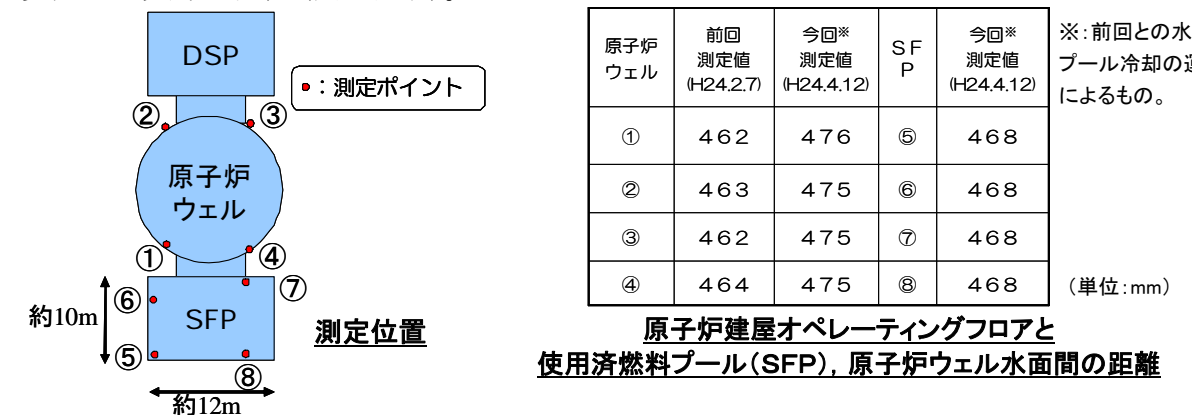 DSP
●：測定ポイント
②
③
原子炉
ウェル
①
④
⑦
⑥
SFP
約10m
⑤
⑧
約12m
測定位置
原子炉
ウェル
前回
測定値
(H24.2.7)
今回※
測定値
(H24.4.12)
ＳＦ
Ｐ
今回※
測定値
(H24.4.12)
① ４６２ ４７６ ⑤ ４６８
② ４６３ ４７５ ⑥ ４６８
③ ４６２ ４７５ ⑦ ４６８
④ ４６４ ４７５ ⑧ ４６８
※：前回との水
プール冷却の運
によるもの。
（単位：mm）
原子炉建屋オペレーティングフロアと
使用済燃料プール（SFP），原子炉ウェル水面間の距離